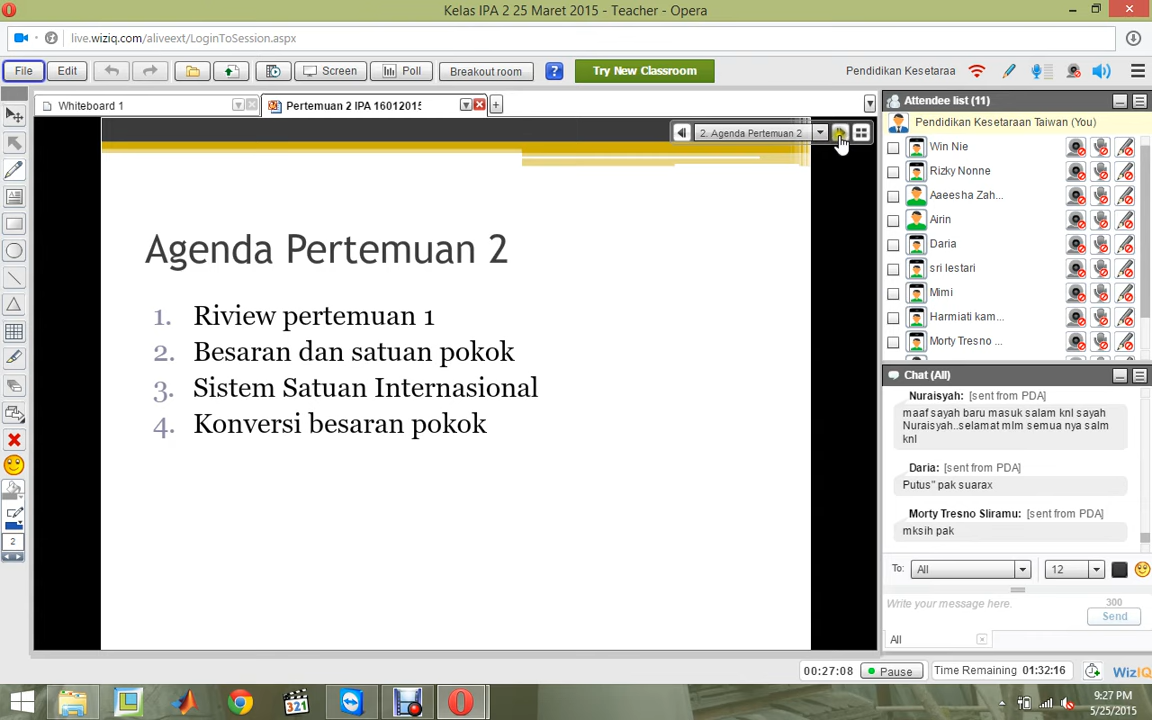 Kelas IPA 2 25 Maret 2015 - Teacher - Opera
live.wiziq.com/aliveext/LoginToSession.aspx
File Edit Screen Poll Breakout room ? Try New Classroom Pendidikan Kesetaraa
Whiteboard 1 Pertemuan 2 IPA 16012015
2. Agenda Pertemuan 2
Agenda Pertemuan 2
1. Riview pertemuan 1
2. Besaran dan satuan pokok
3. Sistem Satuan Internasional
4. Konversi besaran pokok
2
Attendee list (11)
Pendidikan Kesetaraan Taiwan (You)
Win Nie
Rizky Nonne
Aaeesha Zah...
Airin
Daria
sri lestari
Mimi
Harmiati kam...
Morty Tresno ...
Chat (All)
Nuraisyah: [sent from PDA]
maaf sayah baru masuk salam knl sayah
Nuraisyah..selamat mlm semua nya salm
knl
Daria: [sent from PDA]
Putus" pak suarax
Morty Tresno Sliramu: [sent from PDA]
mksih pak
To: All 12
Write your message here. 300
Send
All
00:27:08 Pause Time Remaining 01:32:16 WizIQ
321
9:27 PM
5/25/2015